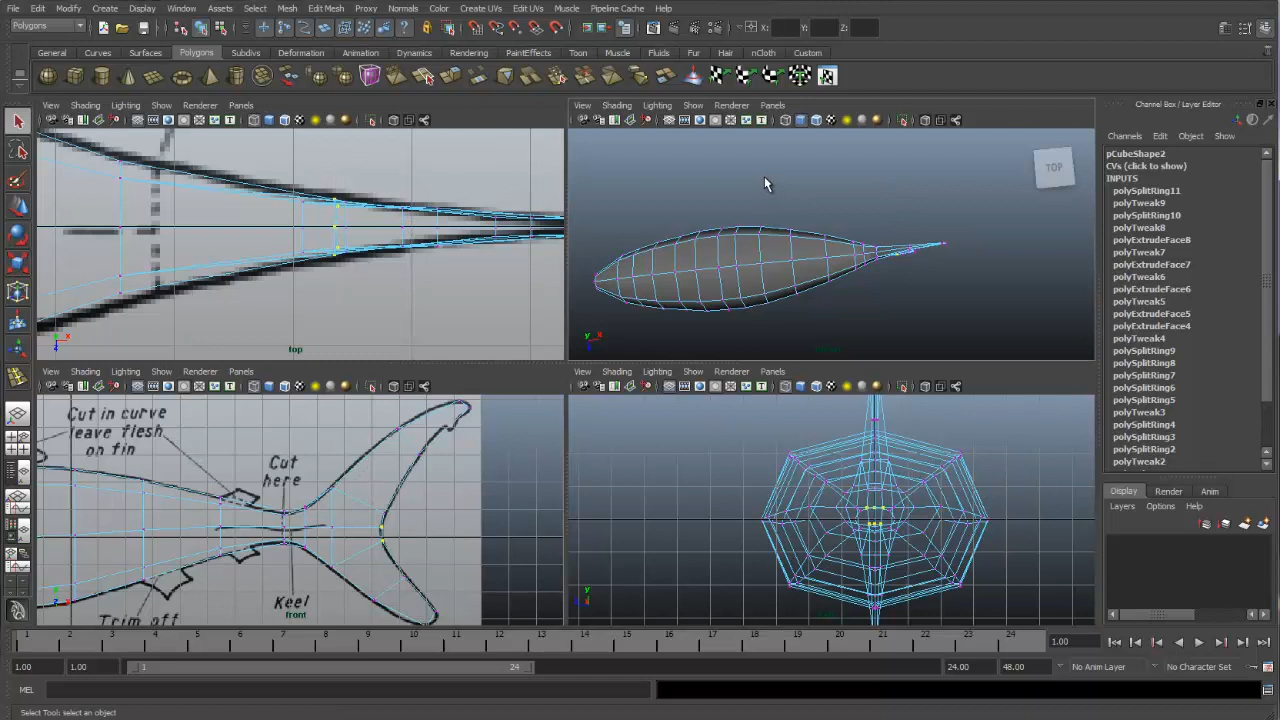 File Edit Modify Create Display Window Assets Select Mesh Edit Mesh Proxy Normals Color Create UVs Edit UVs Muscle Pipeline Cache Help
Polygons
X: Y: Z:
General Curves Surfaces Polygons Subdivs Deformation Animation Dynamics Rendering PaintEffects Toon Muscle Fluids Fur Hair nCloth Custom
View Shading Lighting Show Renderer Panels
View Shading Lighting Show Renderer Panels
TOP
top
y x
View Shading Lighting Show Renderer Panels
View Shading Lighting Show Renderer Panels
Cut in curve
leave flesh
on fin
Cut
here
Keel
Trim off
front
y
Channel Box / Layer Editor
Channels Edit Object Show
pCubeShape2
CVs (click to show)
INPUTS
polySplitRing11
polyTweak9
polySplitRing10
polyTweak8
polyExtrudeFace8
polyTweak7
polyExtrudeFace7
polyTweak6
polyExtrudeFace6
polyTweak5
polyExtrudeFace5
polyExtrudeFace4
polyTweak4
polySplitRing9
polySplitRing8
polySplitRing7
polySplitRing6
polySplitRing5
polyTweak3
polySplitRing4
polySplitRing3
polySplitRing2
polyTweak2
Display Render Anim
Layers Options Help
1 2 3 4 5 6 7 8 9 10 11 12 13 14 15 16 17 18 19 20 21 22 23 24
1.00
1.00 1.00 1 24 24.00 48.00 No Anim Layer No Character Set
MEL
Select Tool: select an object